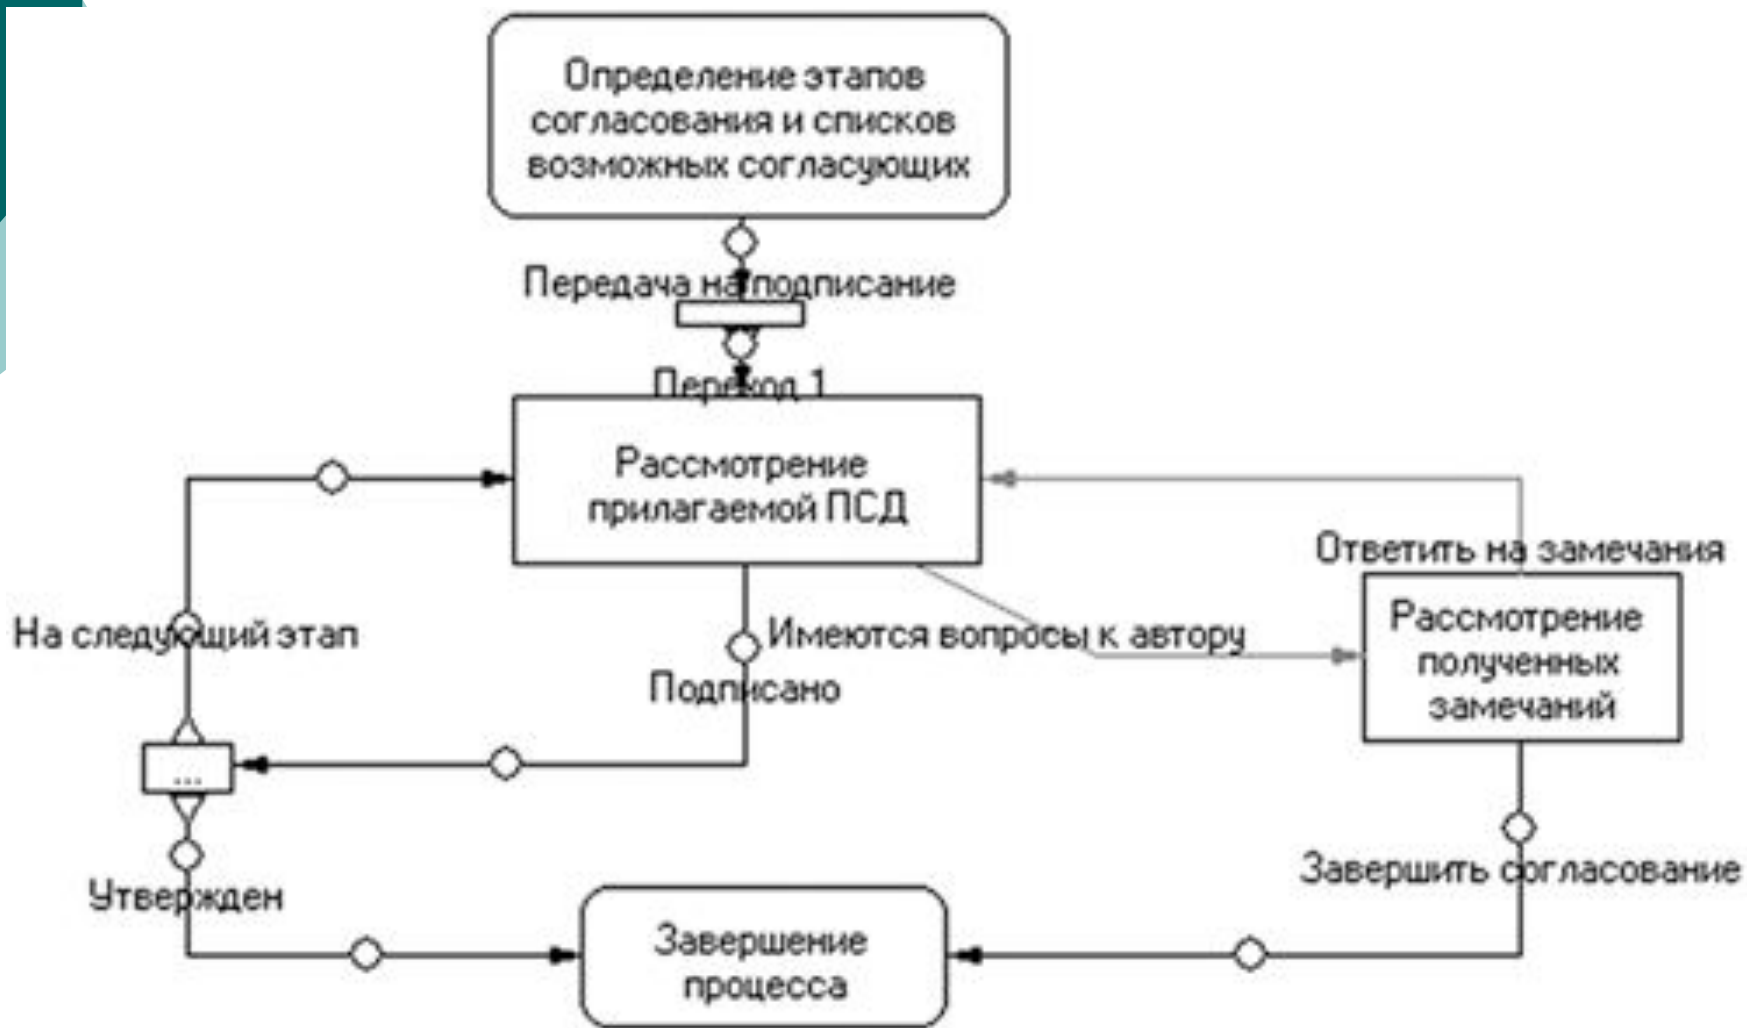 Определение этапов
согласования и списков
возможных согласующих
Передача на подписание
Переход 1
Рассмотрение
прилагаемой ПСД
Ответить на замечания
Рассмотрение
полученных
замечаний
На следующий этап
Имеются вопросы к автору
Подписано
...
Утвержден
Завершить согласование
Завершение
процесса